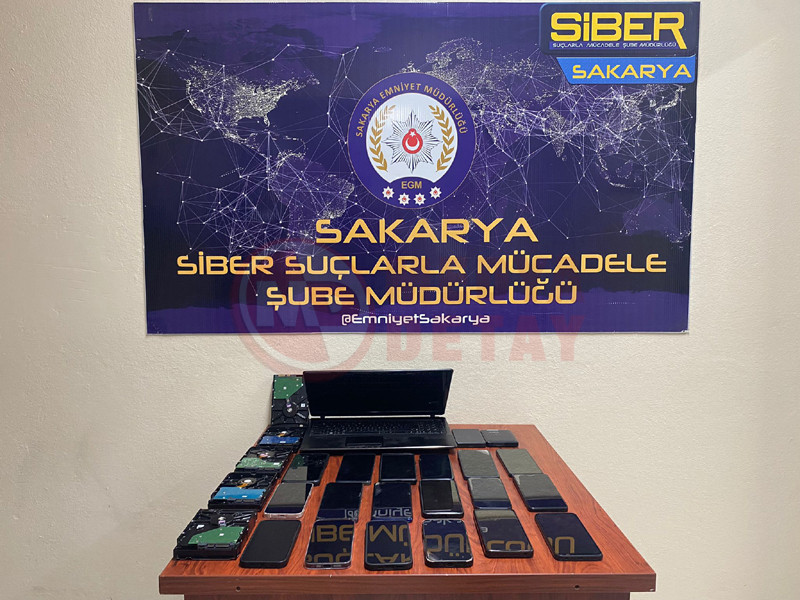 SİBER
SUÇLARLA MÜCADELE ŞUBE MÜDÜRLÜĞÜ
SAKARYA
SAKARYA EMNİYET MÜDÜRLÜĞÜ
EGM
SAKARYA
SİBER SUÇLARLA MÜCADELE
ŞUBE MÜDÜRLÜĞÜ
@EmniyetSakarya
DETAY